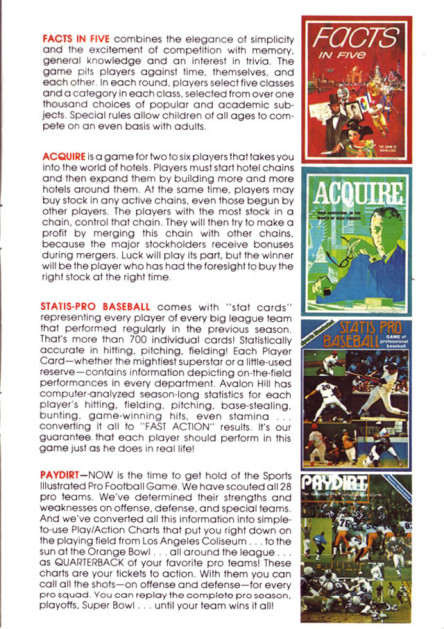 FACTS IN FIVE combines the elegance of simplicity
and the excitement of competition with memory,
general knowledge and an interest in trivia. The
game pits players against time, themselves, and
each other. In each round, players select five classes
and a category in each class, selected from over one
thousand choices of popular and academic sub-
jects. Special rules allow children of all ages to com-
pete on an even basis with adults.
FACTS
IN FIVE
ACQUIRE is a game for two to six players that takes you
into the world of hotels. Players must start hotel chains
and then expand them by building more and more
hotels around them. At the same time, players may
buy stock in any active chains, even those begun by
other players. The players with the most stock in a
chain, control that chain. They will then try to make a
profit by merging this chain with other chains,
because the major stockholders receive bonuses
during mergers. Luck will play its part, but the winner
will be the player who has had the foresight to buy the
right stock at the right time.
ACQUIRE
STATIS-PRO BASEBALL comes with "stat cards"
representing every player of every big league team
that performed regularly in the previous season.
That's more than 700 individual cards! Statistically
accurate in hitting, pitching, fielding! Each Player
Card—whether the mightiest superstar or a little-used
reserve—contains information depicting on-the-field
performances in every department. Avalon Hill has
computer-analyzed season-long statistics for each
player's hitting, fielding, pitching, base-stealing,
bunting, game-winning hits, even stamina . . .
converting it all to "FAST ACTION" results. It's our
guarantee that each player should perform in this
game just as he does in real life!
STATIS PRO
BASEBALL
GAME of
professional
baseball
PAYDIRT—NOW is the time to get hold of the Sports
Illustrated Pro Football Game. We have scouted all 28
pro teams. We've determined their strengths and
weaknesses on offense, defense, and special teams.
And we've converted all this information into simple-
to-use Play/Action Charts that put you right down on
the playing field from Los Angeles Coliseum . . . to the
sun at the Orange Bowl . . . all around the league . . .
as QUARTERBACK of your favorite pro teams! These
charts are your tickets to action. With them you can
call all the shots—on offense and defense—for every
pro squad. You can replay the complete pro season,
playoffs, Super Bowl . . . until your team wins it all!
PAYDIRT